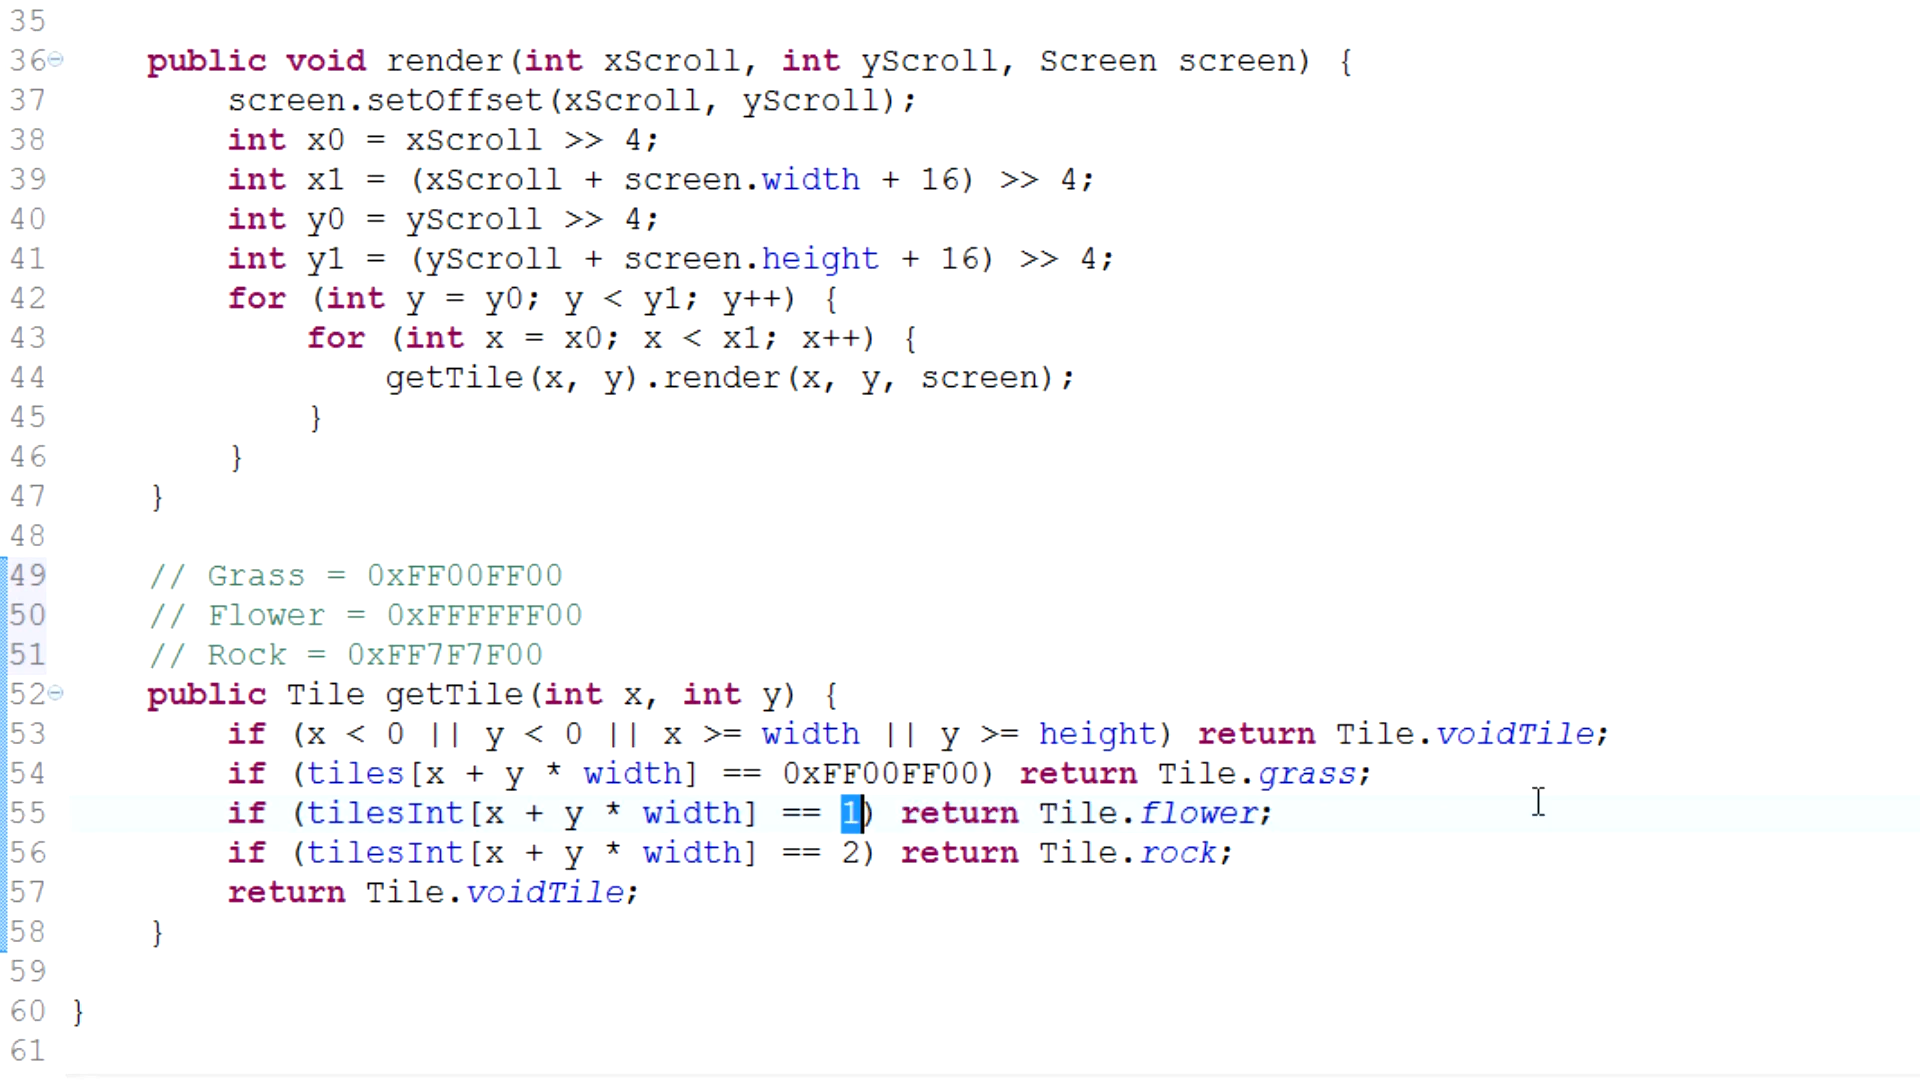 35
36 public void render(int xScroll, int yScroll, Screen screen) {
37 screen.setOffset(xScroll, yScroll);
38 int x0 = xScroll >> 4;
39 int x1 = (xScroll + screen.width + 16) >> 4;
40 int y0 = yScroll >> 4;
41 int y1 = (yScroll + screen.height + 16) >> 4;
42 for (int y = y0; y < y1; y++) {
43 for (int x = x0; x < x1; x++) {
44 getTile(x, y).render(x, y, screen);
45 }
46 }
47 }
48
49 // Grass = 0xFF00FF00
50 // Flower = 0xFFFFFF00
51 // Rock = 0xFF7F7F00
52 public Tile getTile(int x, int y) {
53 if (x < 0 || y < 0 || x >= width || y >= height) return Tile.voidTile;
54 if (tiles[x + y * width] == 0xFF00FF00) return Tile.grass;
55 if (tilesInt[x + y * width] == 1) return Tile.flower;
56 if (tilesInt[x + y * width] == 2) return Tile.rock;
57 return Tile.voidTile;
58 }
59
60 }
61